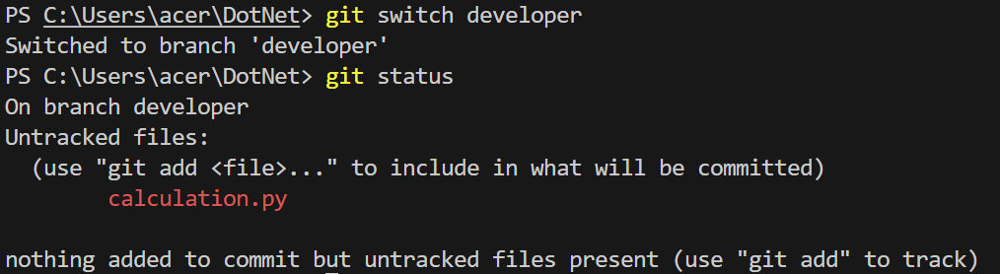 PS C:\Users\acer\DotNet> git switch developer
Switched to branch 'developer'
PS C:\Users\acer\DotNet> git status
On branch developer
Untracked files:
  (use "git add <file>..." to include in what will be committed)
        calculation.py

nothing added to commit but untracked files present (use "git add" to track)